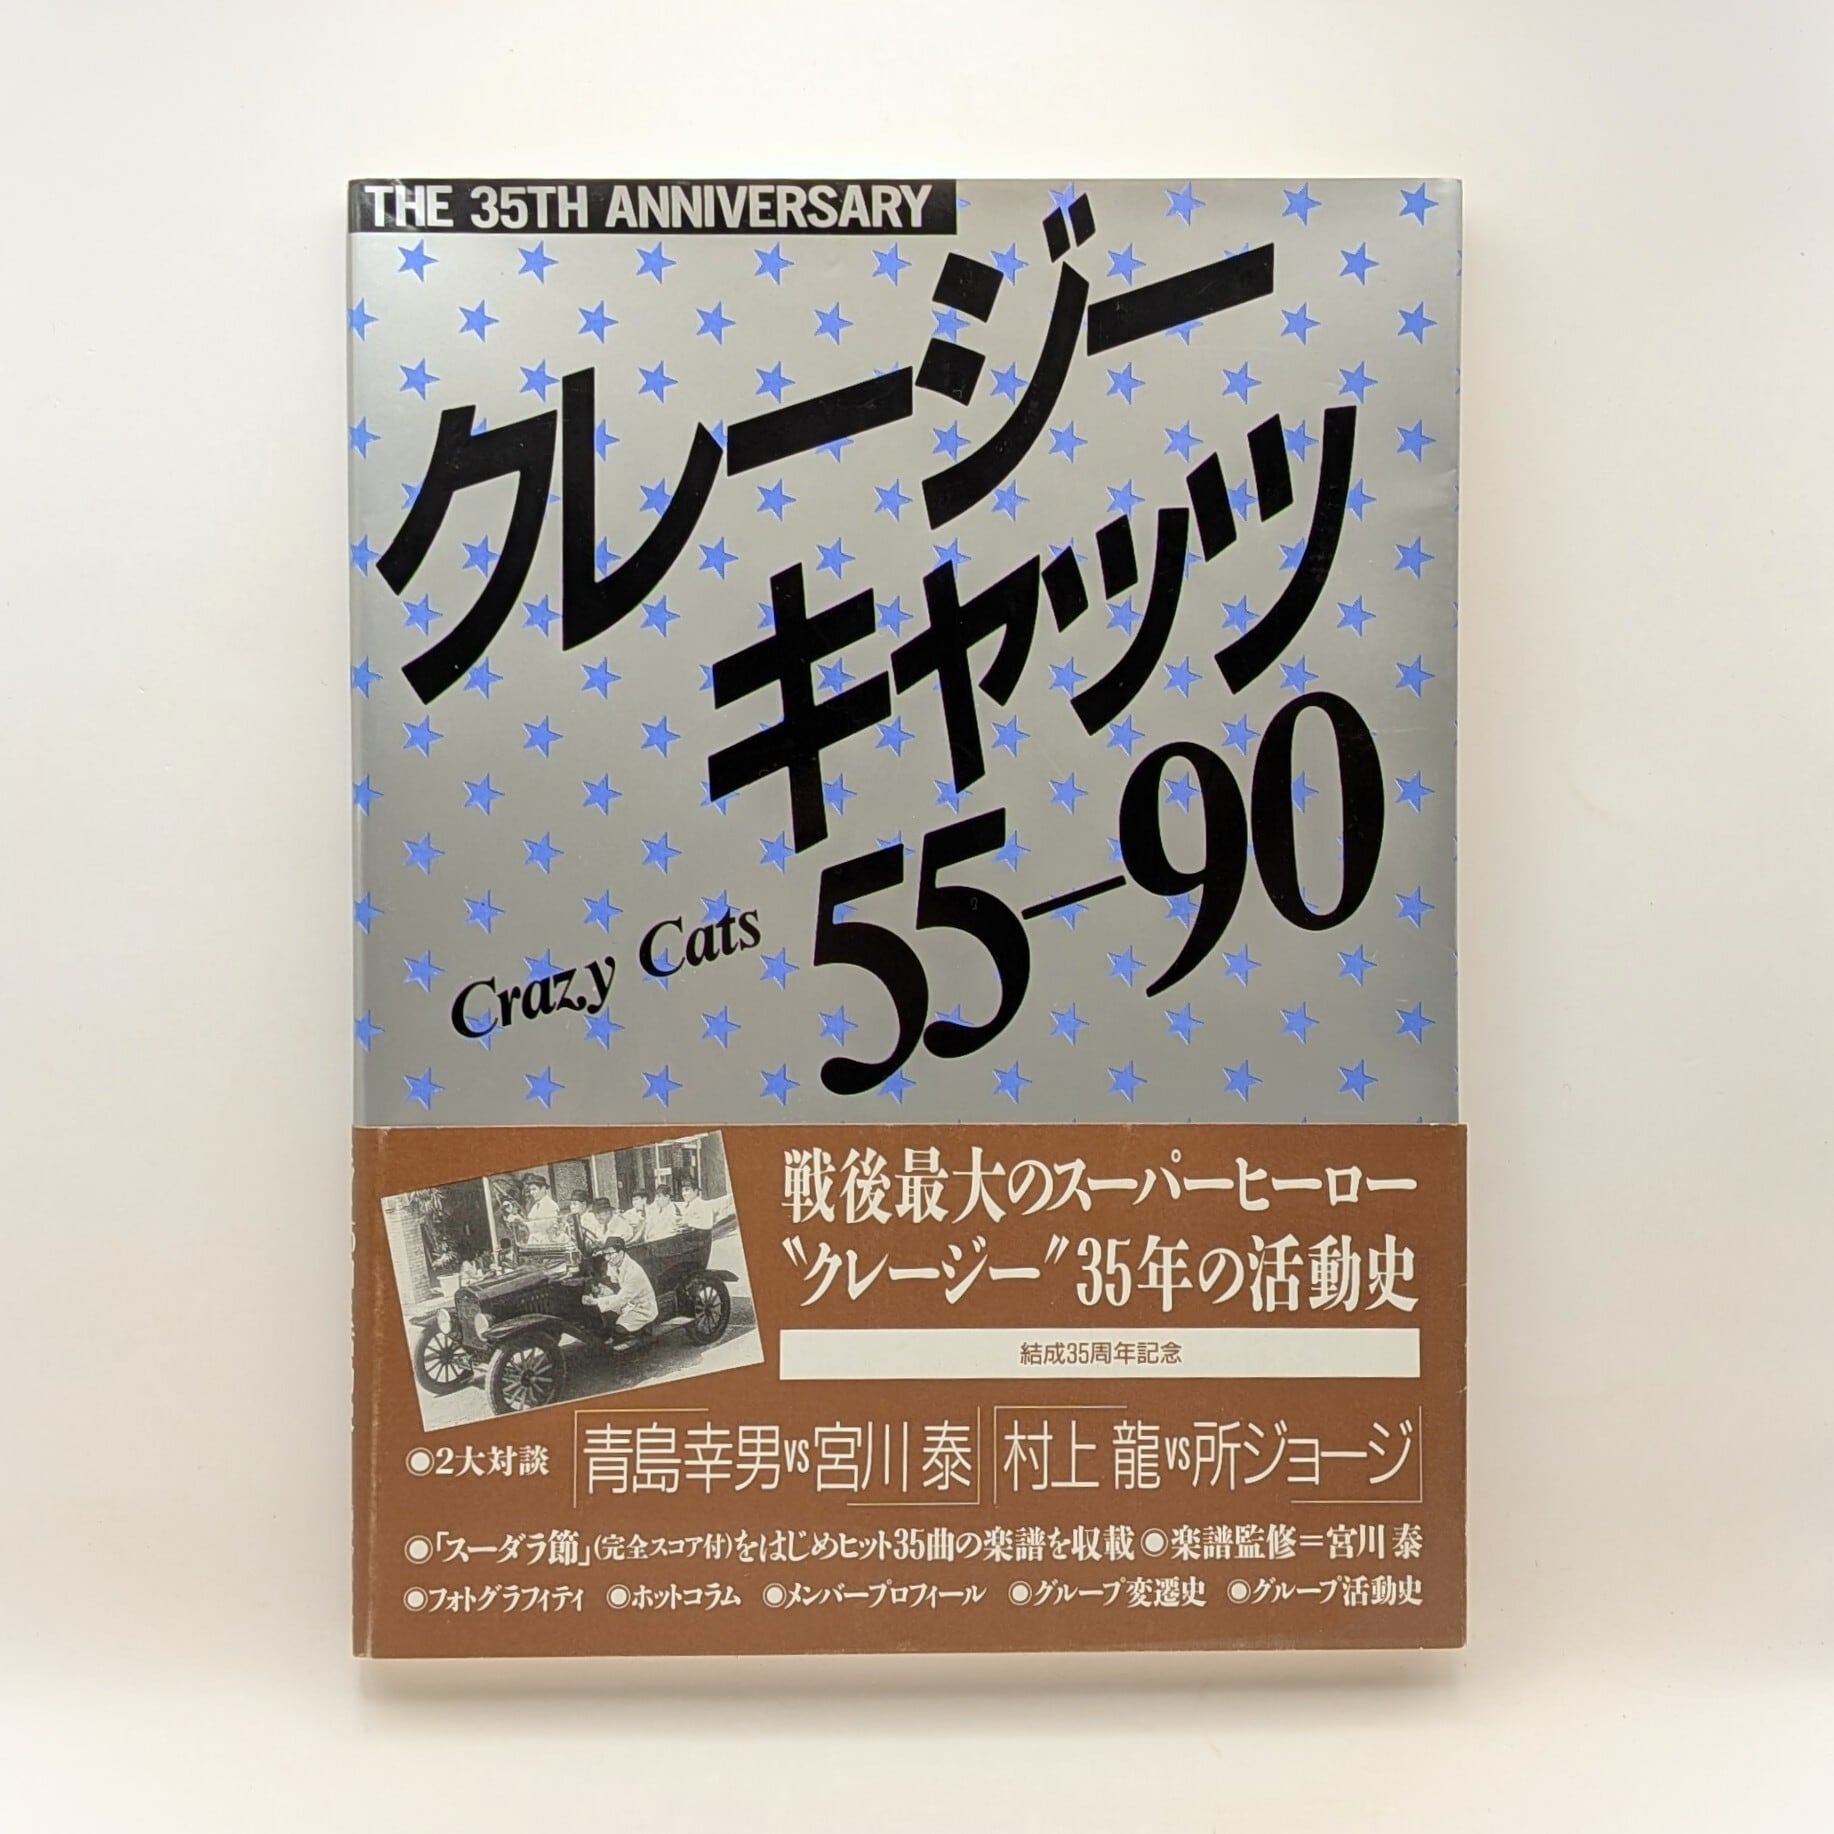 THE 35TH ANNIVERSARY
クレージー
キャッツ
Crazy Cats
55–90
戦後最大のスーパーヒーロー
〝クレージー〟35年の活動史
結成35周年記念
◉2大対談 青島幸男vs宮川 泰 村上 龍vs所ジョージ
◉「スーダラ節」(完全スコア付)をはじめヒット35曲の楽譜を収載 ◉楽譜監修=宮川 泰
◉フォトグラフィティ ◉ホットコラム ◉メンバープロフィール ◉グループ変遷史 ◉グループ活動史